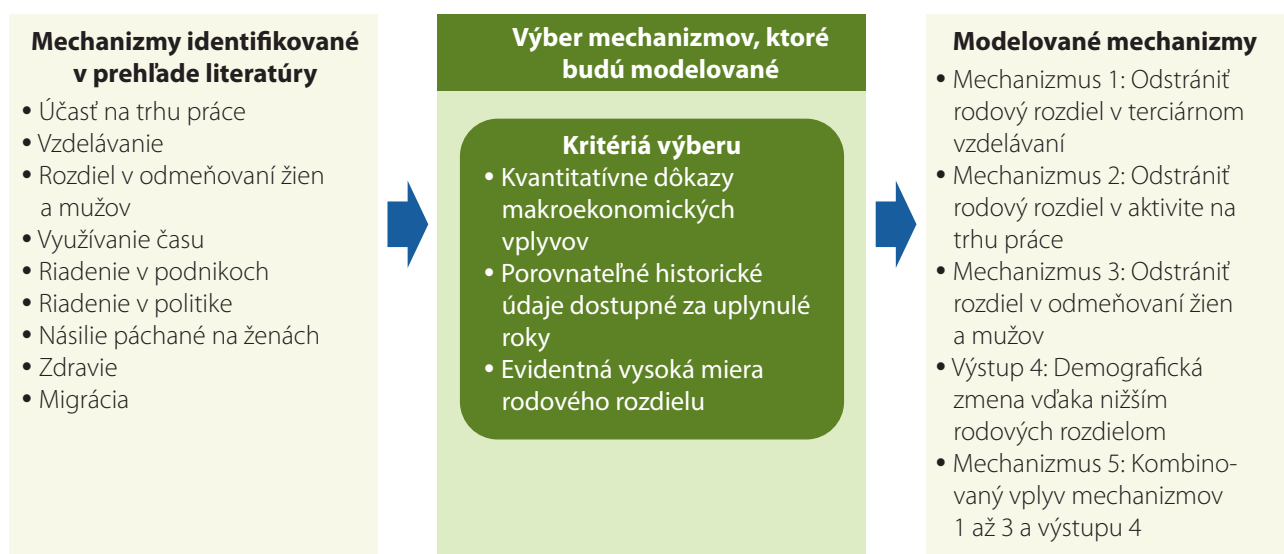 Mechanizmy identifikované
v prehľade literatúry
• Účasť na trhu práce
• Vzdelávanie
• Rozdiel v odmeňovaní žien
a mužov
• Využívanie času
• Riadenie v podnikoch
• Riadenie v politike
• Násilie páchané na ženách
• Zdravie
• Migrácia
Výber mechanizmov, ktoré
budú modelované
Kritériá výberu
• Kvantitatívne dôkazy
makroekonomických
vplyvov
• Porovnateľné historické
údaje dostupné za uplynulé
roky
• Evidentná vysoká miera
rodového rozdielu
Modelované mechanizmy
• Mechanizmus 1: Odstrániť
rodový rozdiel v terciárnom
vzdelávaní
• Mechanizmus 2: Odstrániť
rodový rozdiel v aktivite na
trhu práce
• Mechanizmus 3: Odstrániť
rozdiel v odmeňovaní žien
a mužov
• Výstup 4: Demografická
zmena vďaka nižším
rodových rozdielom
• Mechanizmus 5: Kombino-
vaný vplyv mechanizmov
1 až 3 a výstupu 4